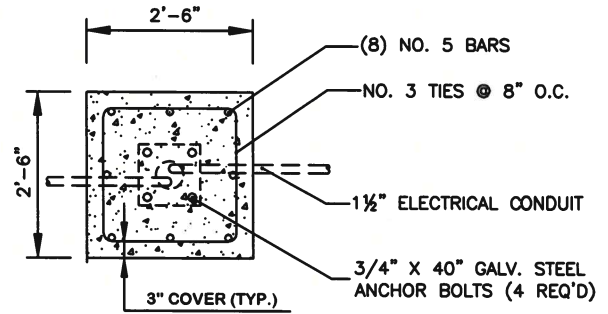 2'-6"
(8) NO. 5 BARS
NO. 3 TIES @ 8" O.C.
2'-6"
1½" ELECTRICAL CONDUIT
3/4" X 40" GALV. STEEL
ANCHOR BOLTS (4 REQ'D)
3" COVER (TYP.)